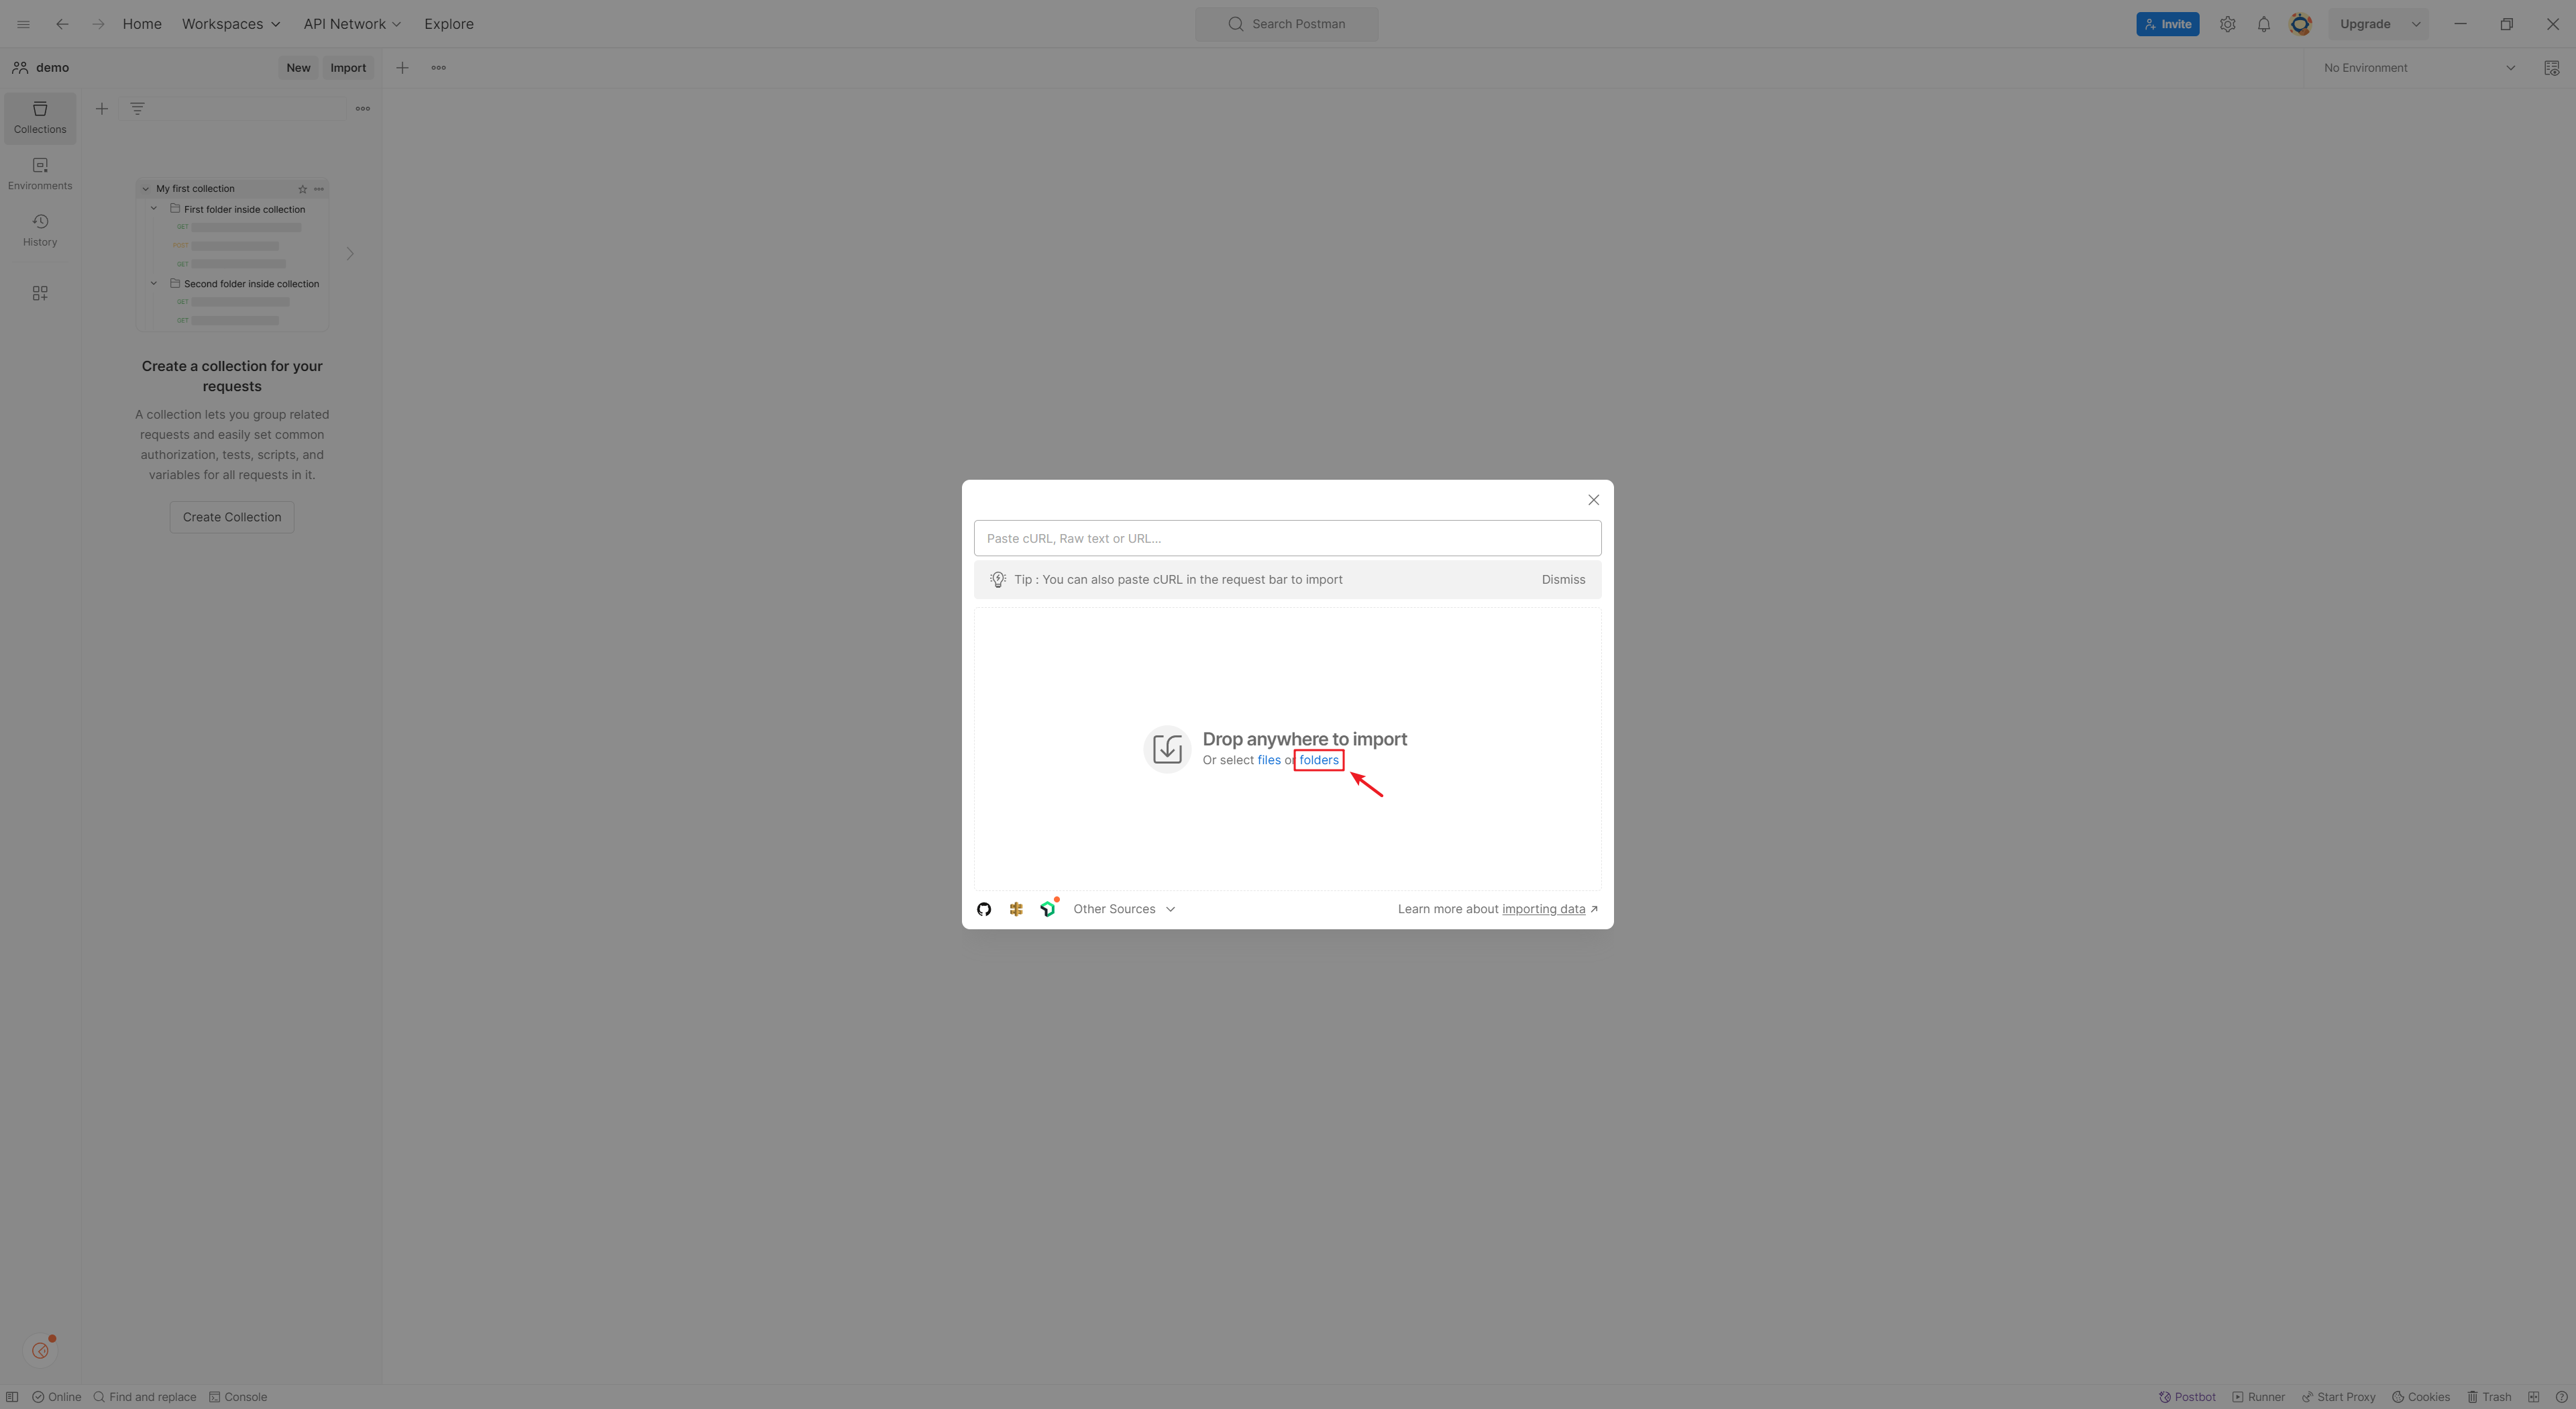 Home Workspaces API Network Explore
Search Postman
Invite
Upgrade
demo
New Import
No Environment
Collections
Environments
History
My first collection
First folder inside collection
GET
POST
GET
Second folder inside collection
GET
GET
Create a collection for your
requests
A collection lets you group related
requests and easily set common
authorization, tests, scripts, and
variables for all requests in it.
Create Collection
Paste cURL, Raw text or URL...
Tip : You can also paste cURL in the request bar to import Dismiss
Drop anywhere to import
Or select files or folders
Other Sources
Learn more about importing data
Online Find and replace Console
Postbot Runner Start Proxy Cookies Trash